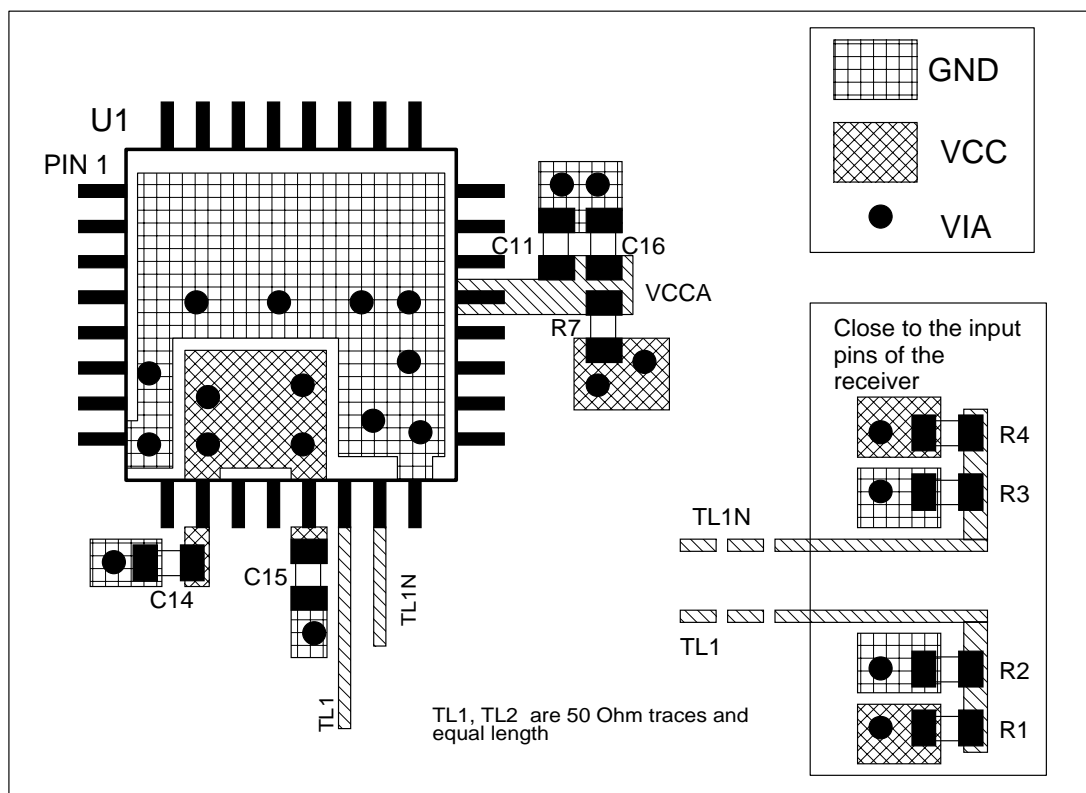 U1
PIN 1
GND
VCC
VIA
C11
C16
VCCA
R7
Close to the input
pins of the
receiver
R4
R3
TL1N
TL1
R2
R1
C14
C15
TL1N
TL1
TL1, TL2 are 50 Ohm traces and
equal length